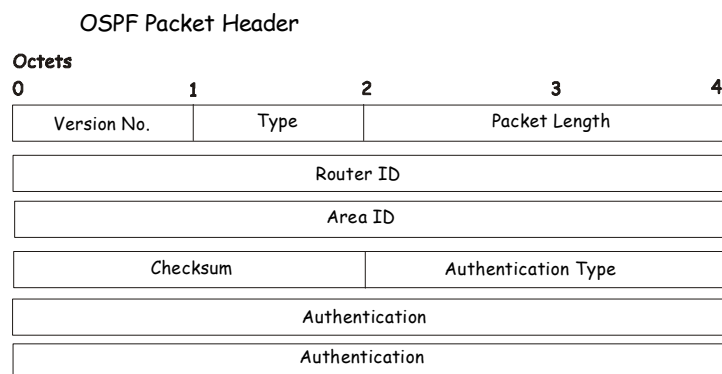 OSPF Packet Header
Octets
0 1 2 3 4
Version No. Type Packet Length
Router ID
Area ID
Checksum Authentication Type
Authentication
Authentication